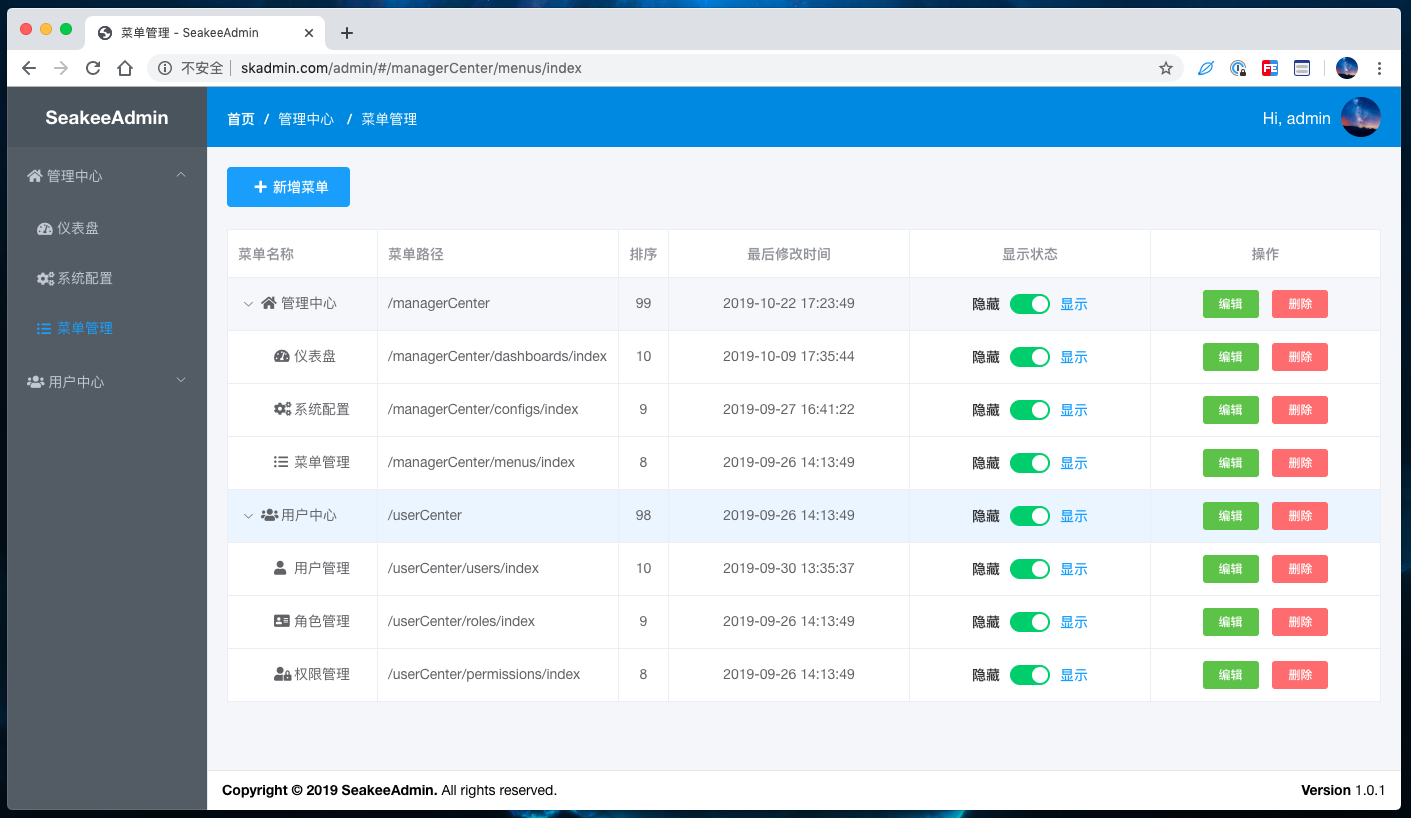 菜单管理 - SeakeeAdmin
不安全 skadmin.com/admin/#/managerCenter/menus/index
SeakeeAdmin
首页 / 管理中心 / 菜单管理
Hi, admin
管理中心
仪表盘
系统配置
菜单管理
用户中心
新增菜单
菜单名称 菜单路径 排序 最后修改时间 显示状态 操作
管理中心 /managerCenter 99 2019-10-22 17:23:49 隐藏 显示 编辑 删除
仪表盘 /managerCenter/dashboards/index 10 2019-10-09 17:35:44 隐藏 显示 编辑 删除
系统配置 /managerCenter/configs/index 9 2019-09-27 16:41:22 隐藏 显示 编辑 删除
菜单管理 /managerCenter/menus/index 8 2019-09-26 14:13:49 隐藏 显示 编辑 删除
用户中心 /userCenter 98 2019-09-26 14:13:49 隐藏 显示 编辑 删除
用户管理 /userCenter/users/index 10 2019-09-30 13:35:37 隐藏 显示 编辑 删除
角色管理 /userCenter/roles/index 9 2019-09-26 14:13:49 隐藏 显示 编辑 删除
权限管理 /userCenter/permissions/index 8 2019-09-26 14:13:49 隐藏 显示 编辑 删除
Copyright © 2019 SeakeeAdmin. All rights reserved.
Version 1.0.1